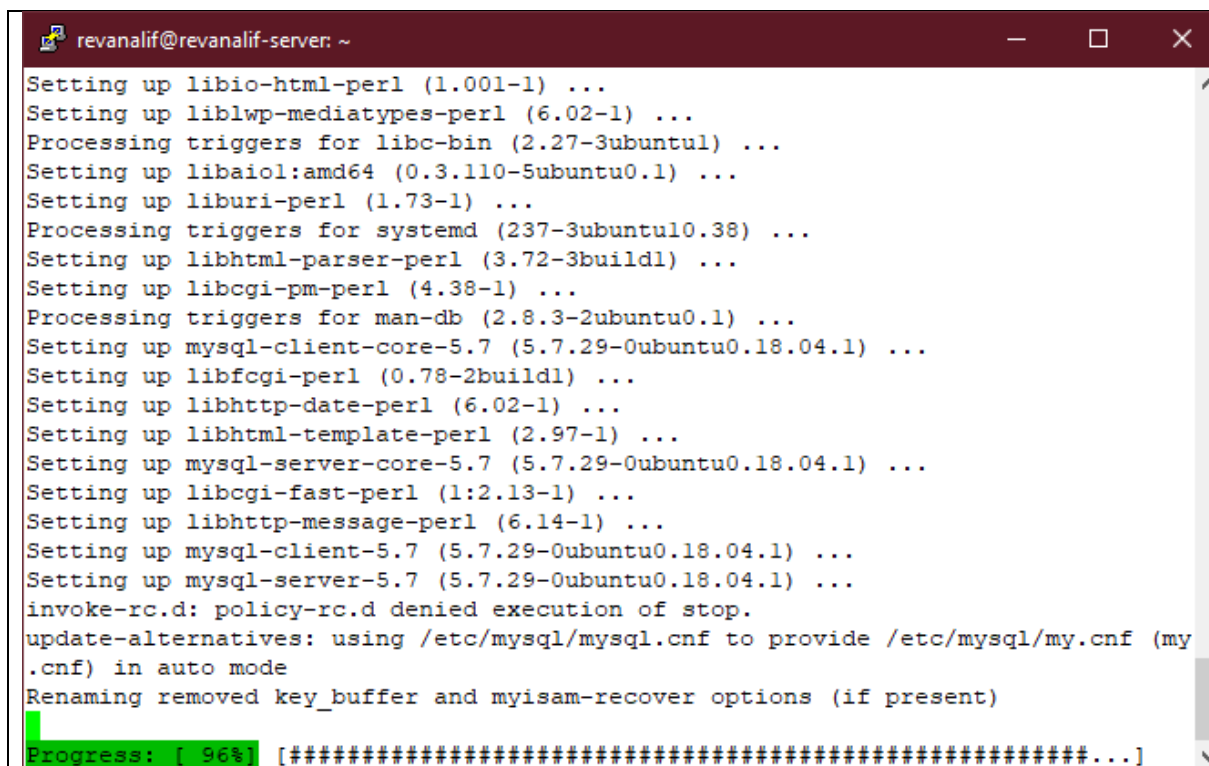 revanalif@revanalif-server: ~
Setting up libio-html-perl (1.001-1) ...
Setting up liblwp-mediatypes-perl (6.02-1) ...
Processing triggers for libc-bin (2.27-3ubuntu1) ...
Setting up libaio1:amd64 (0.3.110-5ubuntu0.1) ...
Setting up liburi-perl (1.73-1) ...
Processing triggers for systemd (237-3ubuntu10.38) ...
Setting up libhtml-parser-perl (3.72-3build1) ...
Setting up libcgi-pm-perl (4.38-1) ...
Processing triggers for man-db (2.8.3-2ubuntu0.1) ...
Setting up mysql-client-core-5.7 (5.7.29-0ubuntu0.18.04.1) ...
Setting up libfcgi-perl (0.78-2build1) ...
Setting up libhttp-date-perl (6.02-1) ...
Setting up libhtml-template-perl (2.97-1) ...
Setting up mysql-server-core-5.7 (5.7.29-0ubuntu0.18.04.1) ...
Setting up libcgi-fast-perl (1:2.13-1) ...
Setting up libhttp-message-perl (6.14-1) ...
Setting up mysql-client-5.7 (5.7.29-0ubuntu0.18.04.1) ...
Setting up mysql-server-5.7 (5.7.29-0ubuntu0.18.04.1) ...
invoke-rc.d: policy-rc.d denied execution of stop.
update-alternatives: using /etc/mysql/mysql.cnf to provide /etc/mysql/my.cnf (my
.cnf) in auto mode
Renaming removed key_buffer and myisam-recover options (if present)
Progress: [ 96%] [#######################################################...]